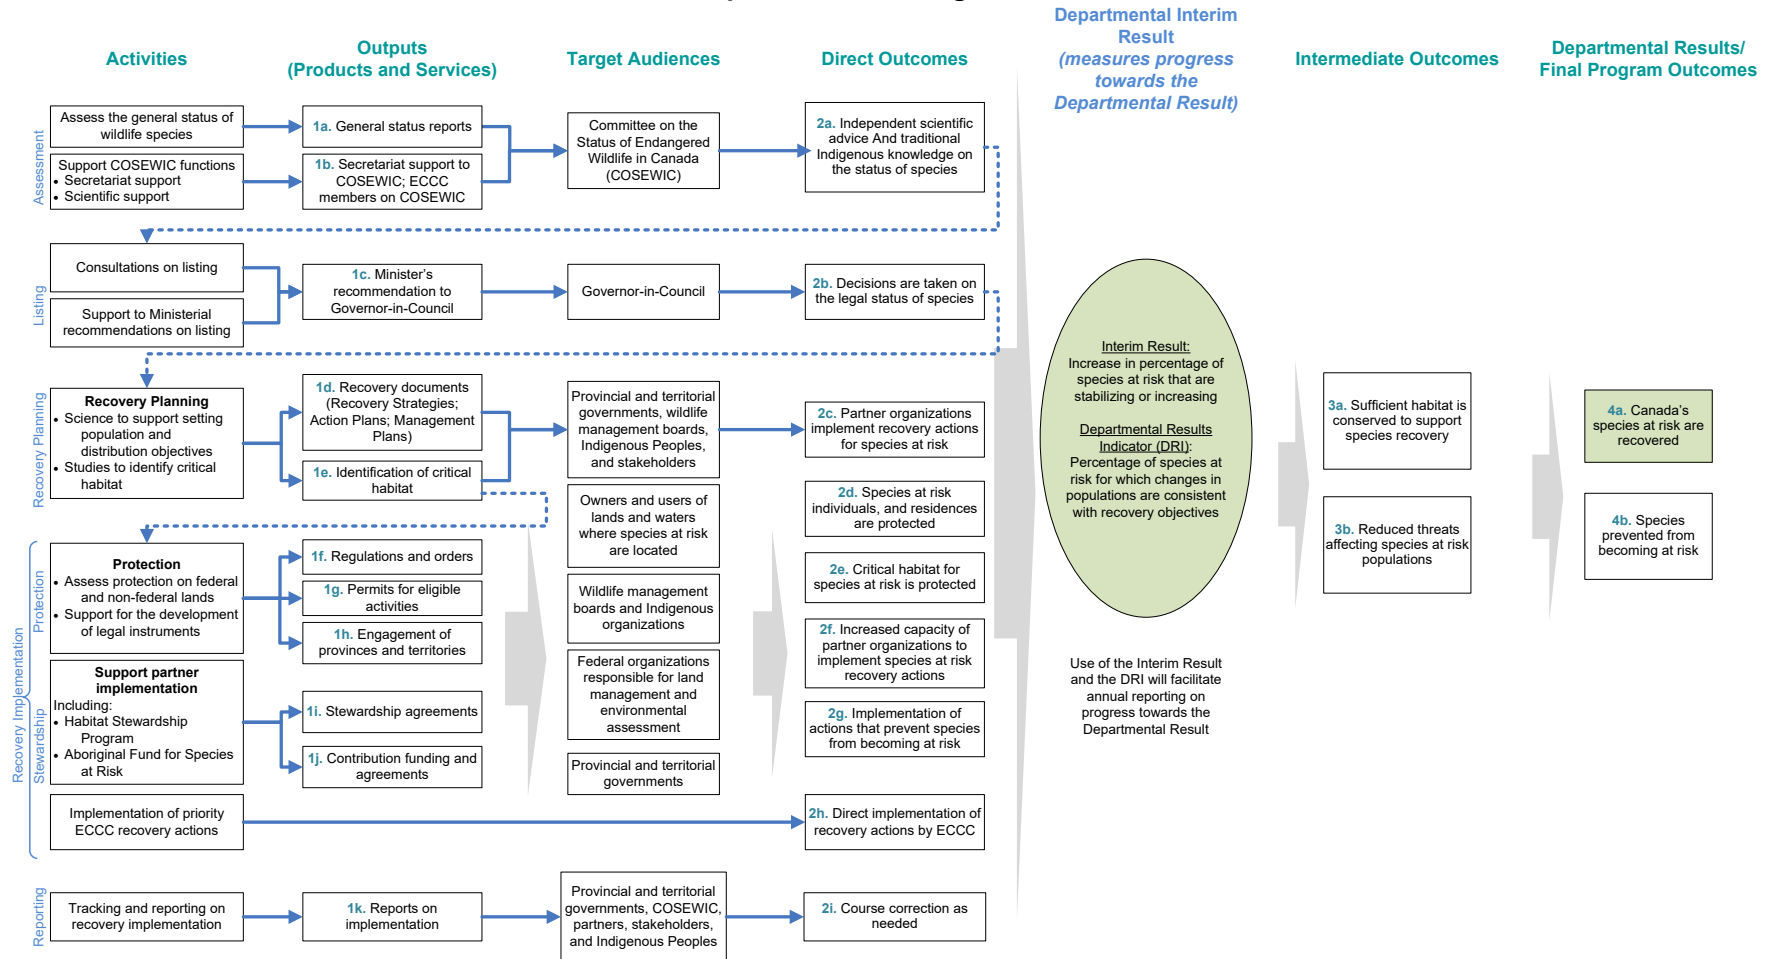 Departmental Interim
Result
(measures progress
towards the
Departmental Result)
Activities
Outputs
(Products and Services)
Target Audiences
Direct Outcomes
Intermediate Outcomes
Departmental Results/
Final Program Outcomes
Assessment
Assess the general status of
wildlife species
1a. General status reports
Support COSEWIC functions
• Secretariat support
• Scientific support
1b. Secretariat support to
COSEWIC; ECCC
members on COSEWIC
Committee on the
Status of Endangered
Wildlife in Canada
(COSEWIC)
2a. Independent scientific
advice And traditional
Indigenous knowledge on
the status of species
Listing
Consultations on listing
Support to Ministerial
recommendations on listing
1c. Minister's
recommendation to
Governor-in-Council
Governor-in-Council
2b. Decisions are taken on
the legal status of species
Recovery Planning
Recovery Planning
• Science to support setting
population and
distribution objectives
• Studies to identify critical
habitat
1d. Recovery documents
(Recovery Strategies;
Action Plans; Management
Plans)
1e. Identification of critical
habitat
Provincial and territorial
governments, wildlife
management boards,
Indigenous Peoples,
and stakeholders
2c. Partner organizations
implement recovery actions
for species at risk
Recovery Implementation
Protection
Protection
• Assess protection on federal
and non-federal lands
• Support for the development
of legal instruments
1f. Regulations and orders
1g. Permits for eligible
activities
1h. Engagement of
provinces and territories
Stewardship
Support partner
implementation
Including:
• Habitat Stewardship
Program
• Aboriginal Fund for Species
at Risk
1i. Stewardship agreements
1j. Contribution funding and
agreements
Owners and users of
lands and waters
where species at risk
are located
Wildlife management
boards and Indigenous
organizations
Federal organizations
responsible for land
management and
environmental
assessment
Provincial and territorial
governments
2d. Species at risk
individuals, and residences
are protected
2e. Critical habitat for
species at risk is protected
2f. Increased capacity of
partner organizations to
implement species at risk
recovery actions
2g. Implementation of
actions that prevent species
from becoming at risk
Implementation of priority
ECCC recovery actions
2h. Direct implementation of
recovery actions by ECCC
Reporting
Tracking and reporting on
recovery implementation
1k. Reports on
implementation
Provincial and territorial
governments, COSEWIC,
partners, stakeholders,
and Indigenous Peoples
2i. Course correction as
needed
Interim Result:
Increase in percentage of
species at risk that are
stabilizing or increasing
Departmental Results
Indicator (DRI):
Percentage of species at
risk for which changes in
populations are consistent
with recovery objectives
Use of the Interim Result
and the DRI will facilitate
annual reporting on
progress towards the
Departmental Result
3a. Sufficient habitat is
conserved to support
species recovery
3b. Reduced threats
affecting species at risk
populations
4a. Canada's
species at risk are
recovered
4b. Species
prevented from
becoming at risk